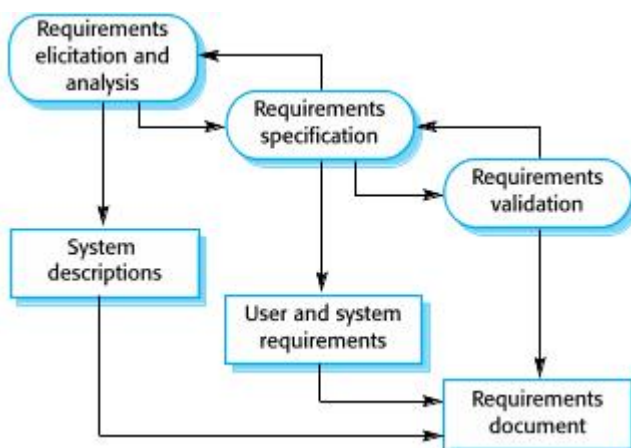 Requirements
elicitation and
analysis
Requirements
specification
Requirements
validation
System
descriptions
User and system
requirements
Requirements
document